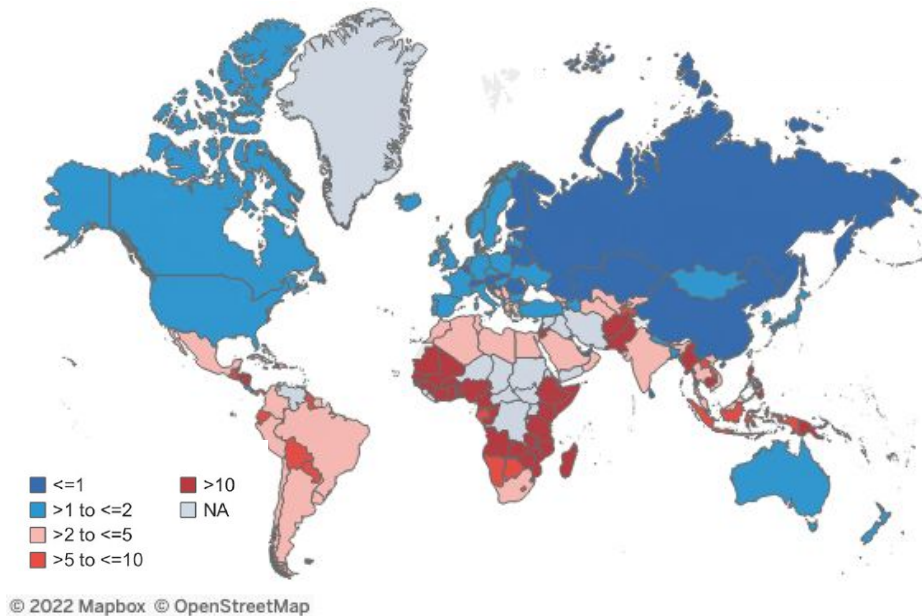 <=1
>1 to <=2
>2 to <=5
>5 to <=10
>10
NA
© 2022 Mapbox © OpenStreetMap